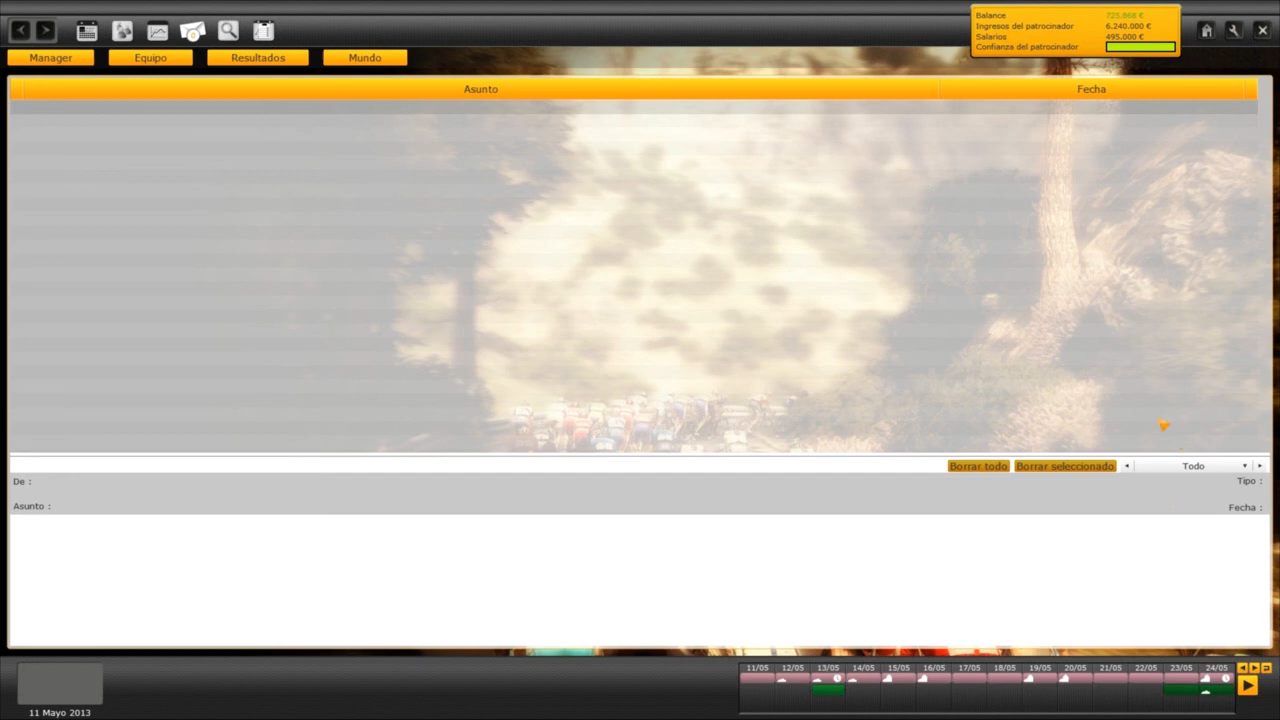 Balance 725.868 €
Ingresos del patrocinador 6.240.000 €
Salarios 495.000 €
Confianza del patrocinador
Manager Equipo Resultados Mundo
Asunto Fecha
Borrar todo Borrar seleccionado Todo
De : Tipo :
Asunto : Fecha :
11/05 12/05 13/05 14/05 15/05 16/05 17/05 18/05 19/05 20/05 21/05 22/05 23/05 24/05
11 Mayo 2013